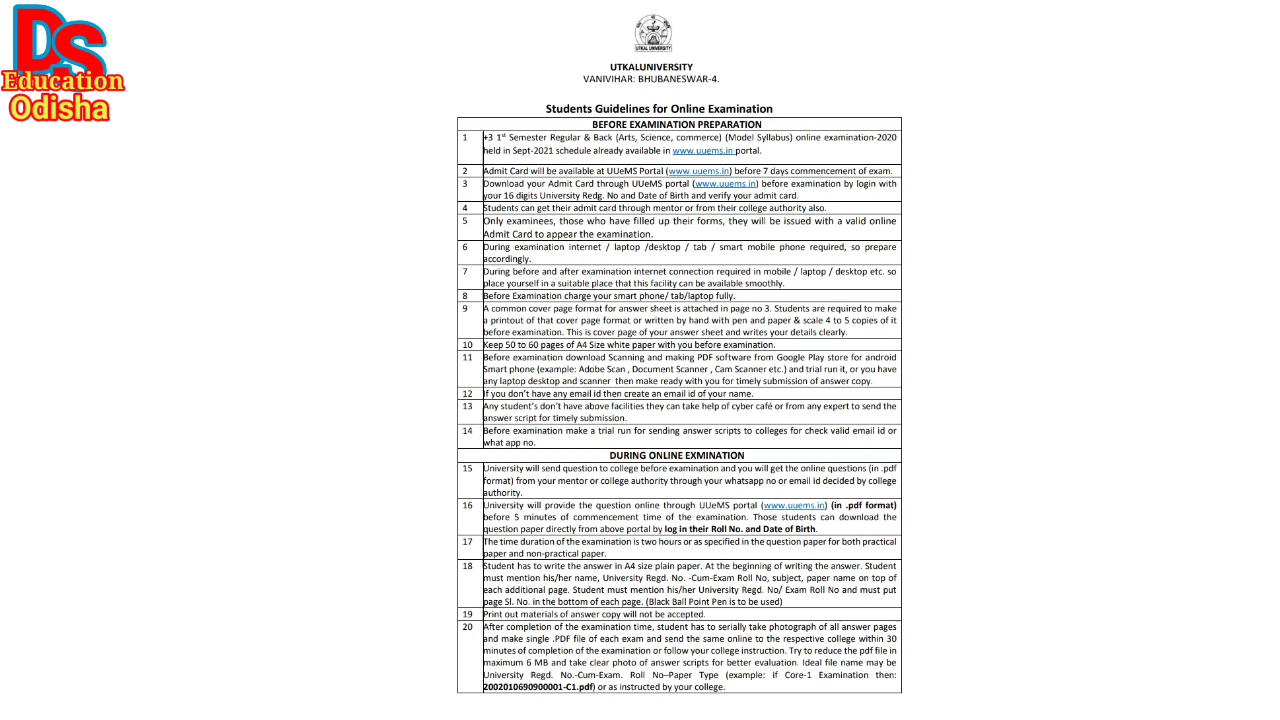 DS
Education
Odisha
UTKAL UNIVERSITY
UTKALUNIVERSITY
VANIVIHAR: BHUBANESWAR-4.
Students Guidelines for Online Examination
BEFORE EXAMINATION PREPARATION
1 +3 1st Semester Regular & Back (Arts, Science, commerce) (Model Syllabus) online examination-2020
held in Sept-2021 schedule already available in www.uuems.in portal.
2 Admit Card will be available at UUeMS Portal (www.uuems.in) before 7 days commencement of exam.
3 Download your Admit Card through UUeMS portal (www.uuems.in) before examination by login with
your 16 digits University Redg. No and Date of Birth and verify your admit card.
4 Students can get their admit card through mentor or from their college authority also.
5 Only examinees, those who have filled up their forms, they will be issued with a valid online
Admit Card to appear the examination.
6 During examination internet / laptop /desktop / tab / smart mobile phone required, so prepare
accordingly.
7 During before and after examination internet connection required in mobile / laptop / desktop etc. so
place yourself in a suitable place that this facility can be available smoothly.
8 Before Examination charge your smart phone/ tab/laptop fully.
9 A common cover page format for answer sheet is attached in page no 3. Students are required to make
a printout of that cover page format or written by hand with pen and paper & scale 4 to 5 copies of it
before examination. This is cover page of your answer sheet and writes your details clearly.
10 Keep 50 to 60 pages of A4 Size white paper with you before examination.
11 Before examination download Scanning and making PDF software from Google Play store for android
Smart phone (example: Adobe Scan , Document Scanner , Cam Scanner etc.) and trial run it, or you have
any laptop desktop and scanner then make ready with you for timely submission of answer copy.
12 If you don't have any email id then create an email id of your name.
13 Any student's don't have above facilities they can take help of cyber café or from any expert to send the
answer script for timely submission.
14 Before examination make a trial run for sending answer scripts to colleges for check valid email id or
what app no.
DURING ONLINE EXMINATION
15 University will send question to college before examination and you will get the online questions (in .pdf
format) from your mentor or college authority through your whatsapp no or email id decided by college
authority.
16 University will provide the question online through UUeMS portal (www.uuems.in) (in .pdf format)
before 5 minutes of commencement time of the examination. Those students can download the
question paper directly from above portal by log in their Roll No. and Date of Birth.
17 The time duration of the examination is two hours or as specified in the question paper for both practical
paper and non-practical paper.
18 Student has to write the answer in A4 size plain paper. At the beginning of writing the answer. Student
must mention his/her name, University Regd. No. -Cum-Exam Roll No, subject, paper name on top of
each additional page. Student must mention his/her University Regd. No/ Exam Roll No and must put
page Sl. No. in the bottom of each page. (Black Ball Point Pen is to be used)
19 Print out materials of answer copy will not be accepted.
20 After completion of the examination time, student has to serially take photograph of all answer pages
and make single .PDF file of each exam and send the same online to the respective college within 30
minutes of completion of the examination or follow your college instruction. Try to reduce the pdf file in
maximum 6 MB and take clear photo of answer scripts for better evaluation. Ideal file name may be
University Regd. No.-Cum-Exam. Roll No–Paper Type (example: if Core-1 Examination then:
2002010690900001-C1.pdf) or as instructed by your college.